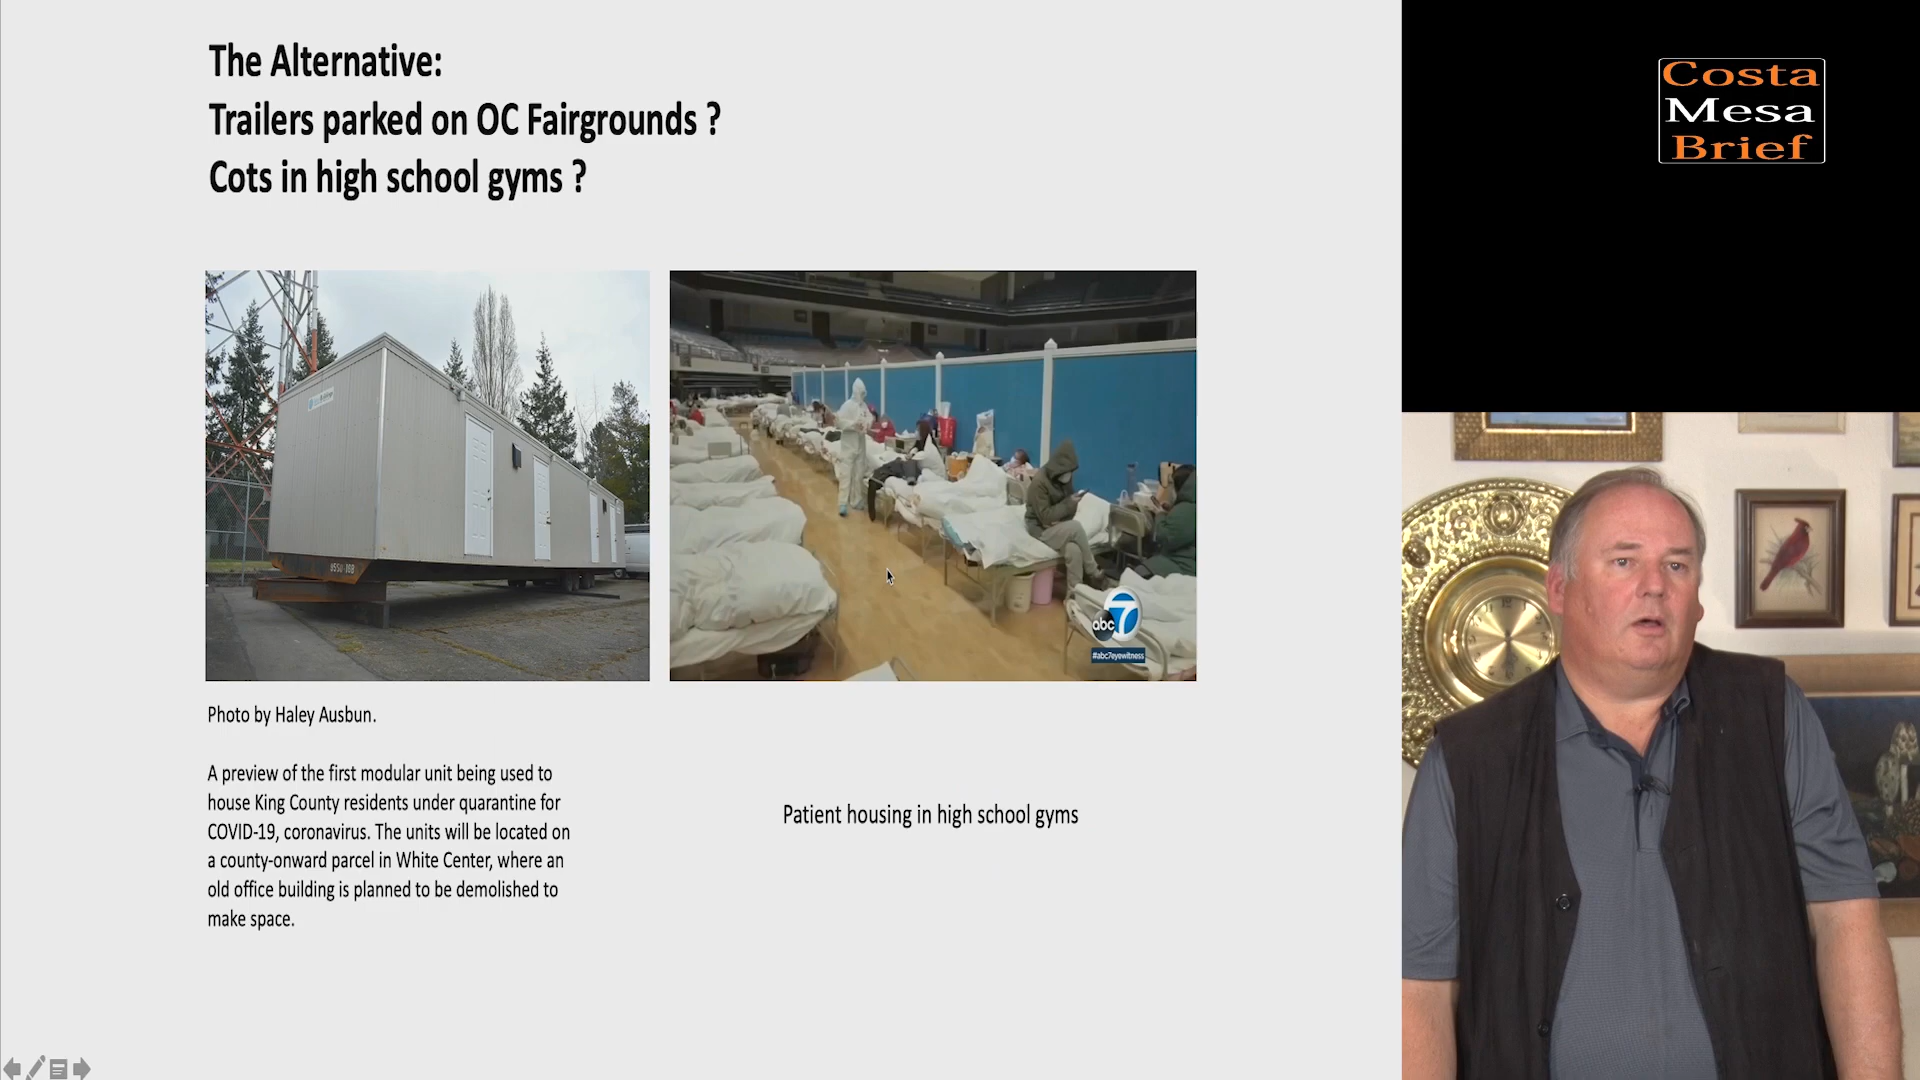 The Alternative:
Trailers parked on OC Fairgrounds ?
Cots in high school gyms ?
Costa
Mesa
Brief
USSU-168
abc7
#abc7eyewitness
Photo by Haley Ausbun.
A preview of the first modular unit being used to
house King County residents under quarantine for
COVID-19, coronavirus. The units will be located on
a county-onward parcel in White Center, where an
old office building is planned to be demolished to
make space.
Patient housing in high school gyms